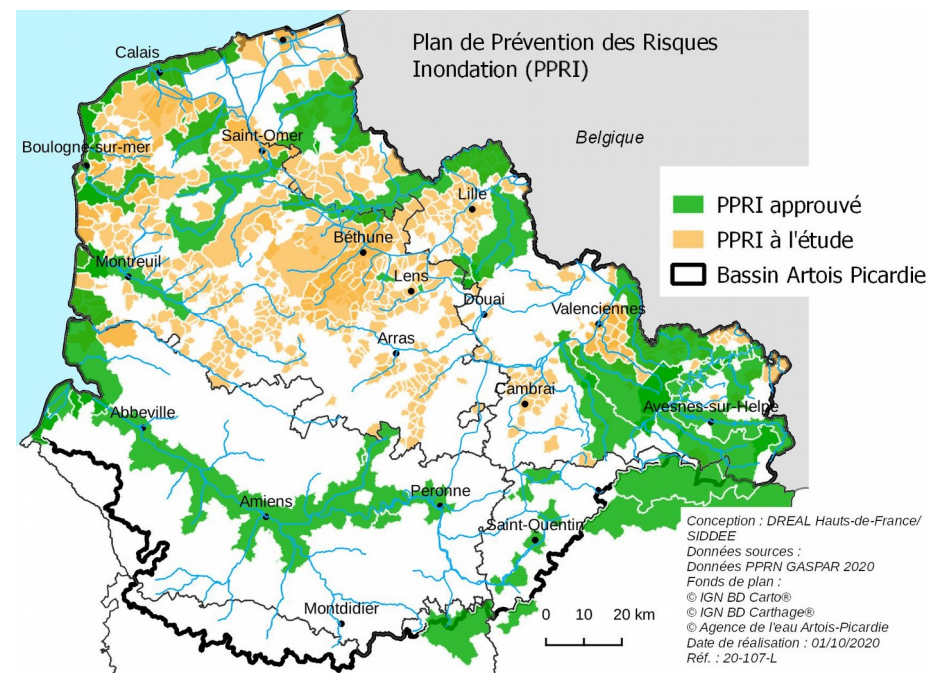 Plan de Prévention des Risques
Inondation (PPRI)
Calais
Belgique
Saint-Omer
Boulogne-sur-mer
Lille
PPRI approuvé
PPRI à l'étude
Bassin Artois Picardie
Béthune
Montreuil
Lens
Douai
Valenciennes
Arras
Cambrai
Abbeville
Avesnes-sur-Helpe
Amiens
Peronne
Saint-Quentin
Montdidier
0 10 20 km
Conception : DREAL Hauts-de-France/
SIDDEE
Données sources :
Données PPRN GASPAR 2020
Fonds de plan :
© IGN BD Carto®
© IGN BD Carthage®
© Agence de l'eau Artois-Picardie
Date de réalisation : 01/10/2020
Réf. : 20-107-L